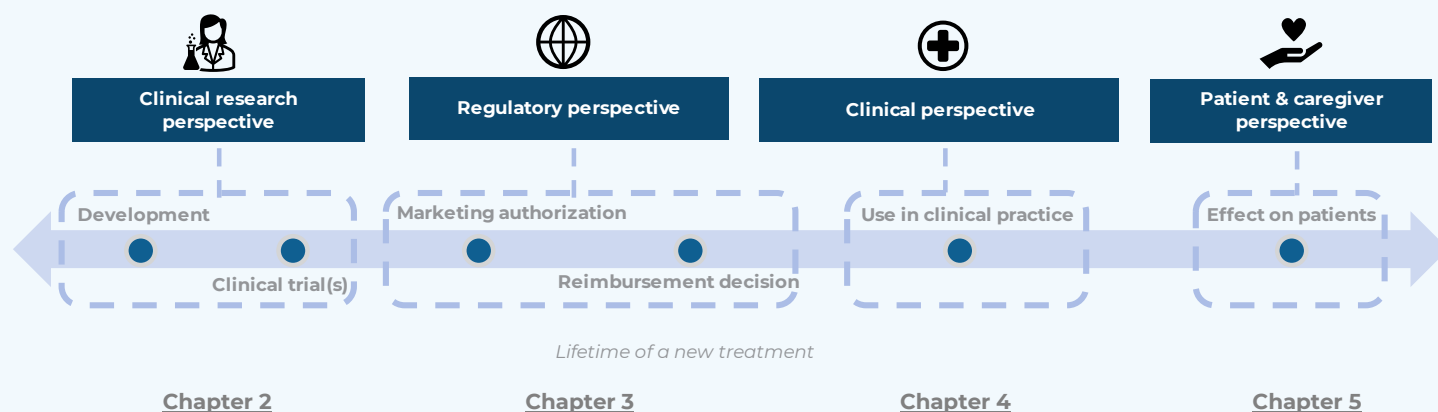 Clinical research
perspective
Regulatory perspective
Clinical perspective
Patient & caregiver
perspective
Development
Marketing authorization
Use in clinical practice
Effect on patients
Clinical trial(s)
Reimbursement decision
Lifetime of a new treatment
Chapter 2
Chapter 3
Chapter 4
Chapter 5